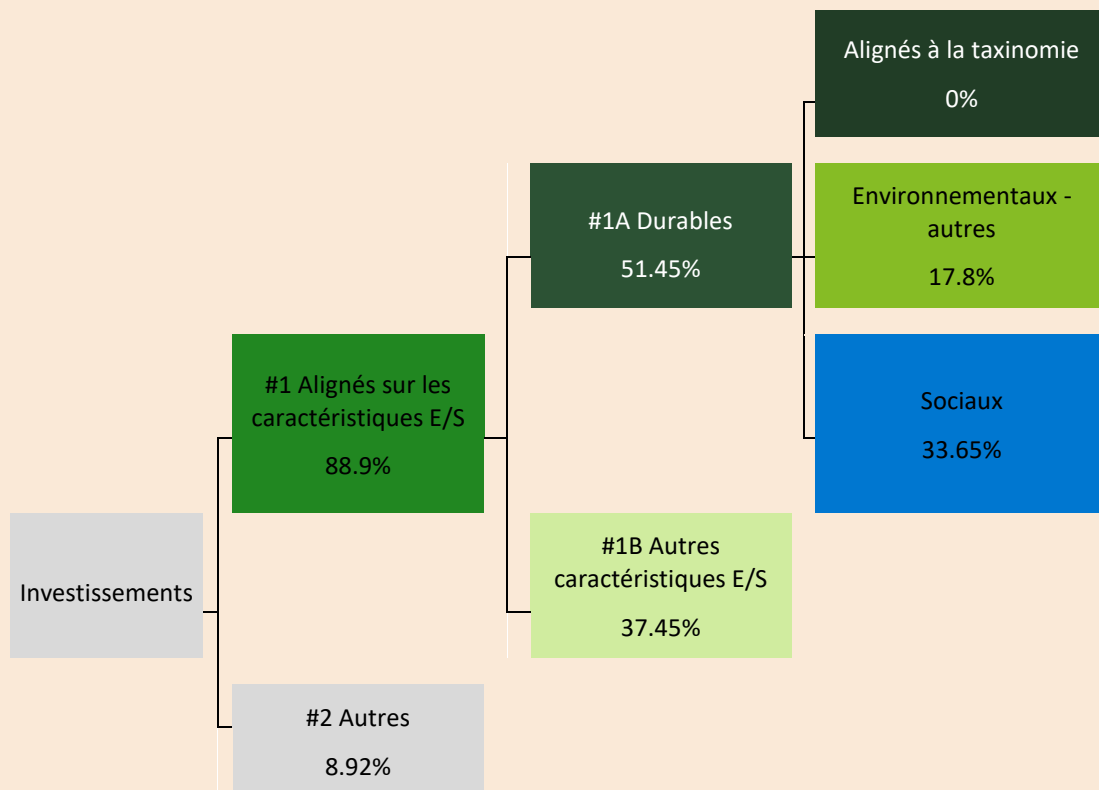 Alignés à la taxinomie
0%
#1A Durables
51.45%
Environnementaux -
autres
17.8%
#1 Alignés sur les
caractéristiques E/S
88.9%
Sociaux
33.65%
Investissements
#1B Autres
caractéristiques E/S
37.45%
#2 Autres
8.92%